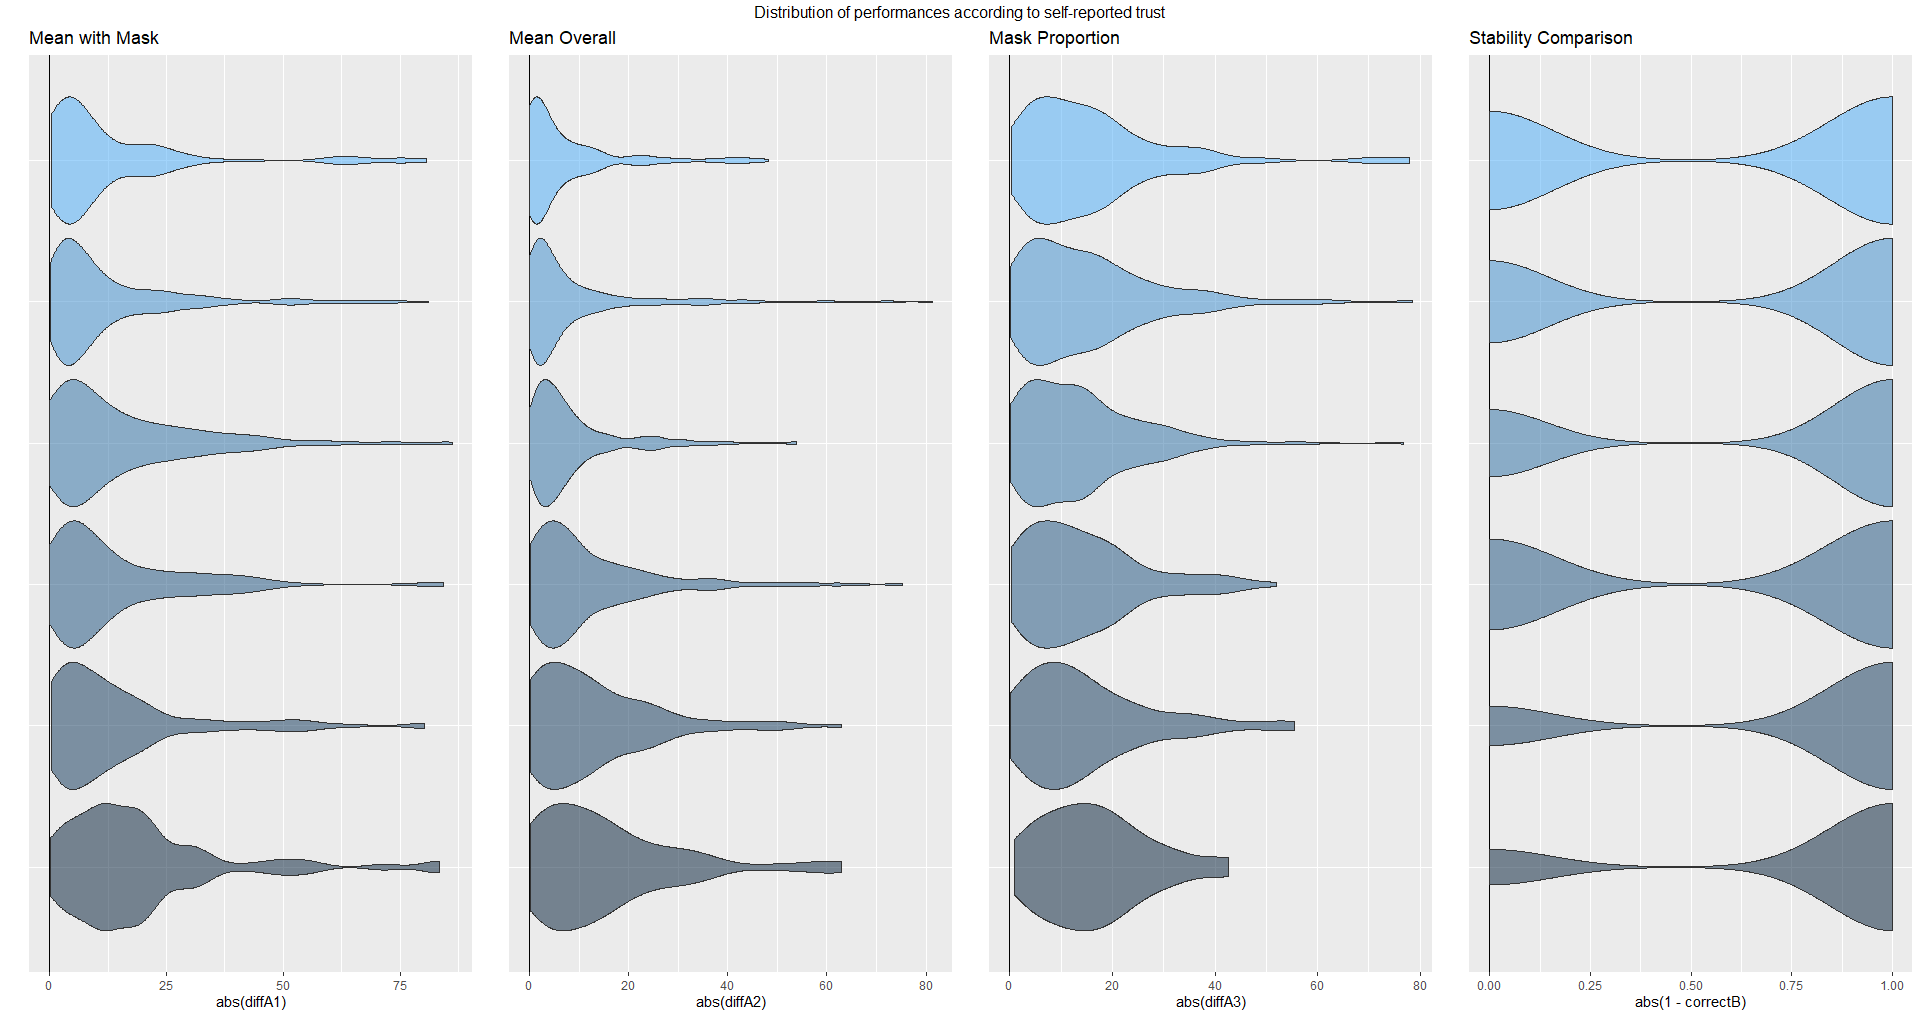 Distribution of performances according to self-reported trust
Mean with Mask
Mean Overall
Mask Proportion
Stability Comparison
0 25 50 75
0 20 40 60 80
0 20 40 60 80
0.00 0.25 0.50 0.75 1.00
abs(diffA1)
abs(diffA2)
abs(diffA3)
abs(1 - correctB)